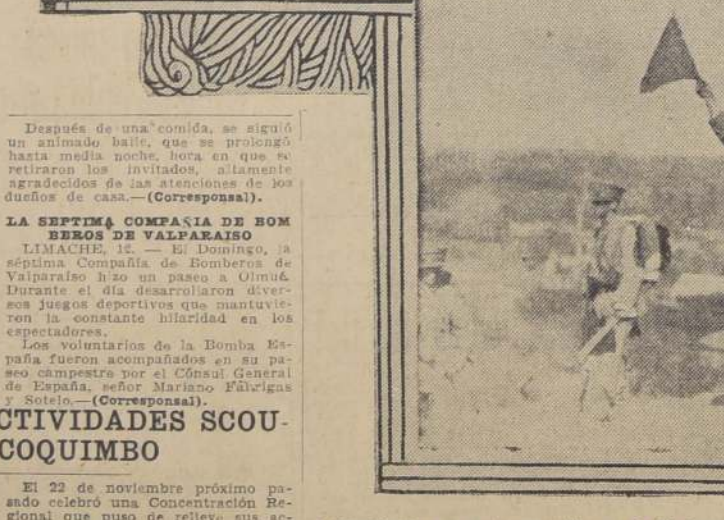 Después de una comida, se siguió
un animado baile, que se prolongó
hasta media noche, hora en que se
retiraron los invitados, altamente
agradecidos de las atenciones de los
dueños de casa.—(Corresponsal).
LA SEPTIMA COMPAÑIA DE BOM
BEROS DE VALPARAISO
LIMACHE, 12. — El Domingo, la
séptima Compañía de Bomberos de
Valparaíso hizo un paseo a Olmué.
Durante el día desarrollaron diver-
sos juegos deportivos que mantuvie-
ron la constante hilaridad en los
espectadores.
Los voluntarios de la Bomba Es-
paña fueron acompañados en su pa-
seo campestre por el Cónsul General
de España, señor Mariano Fábrigas
y Sotelo.—(Corresponsal).
CTIVIDADES SCOU-
COQUIMBO
El 22 de noviembre próximo pa-
sado celebró una Concentración Re-
gional que puso de relieve sus ac-